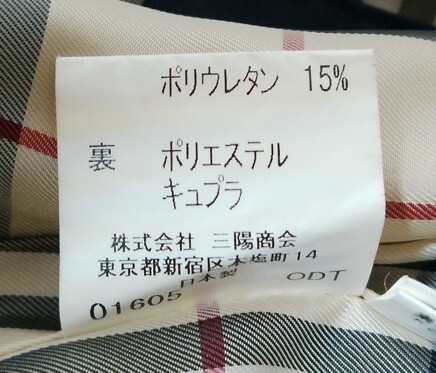 ポリウレタン 15%
裏 ポリエステル
キュプラ
株式会社 三陽商会
東京都新宿区本塩町14
日本製
01605 ODT